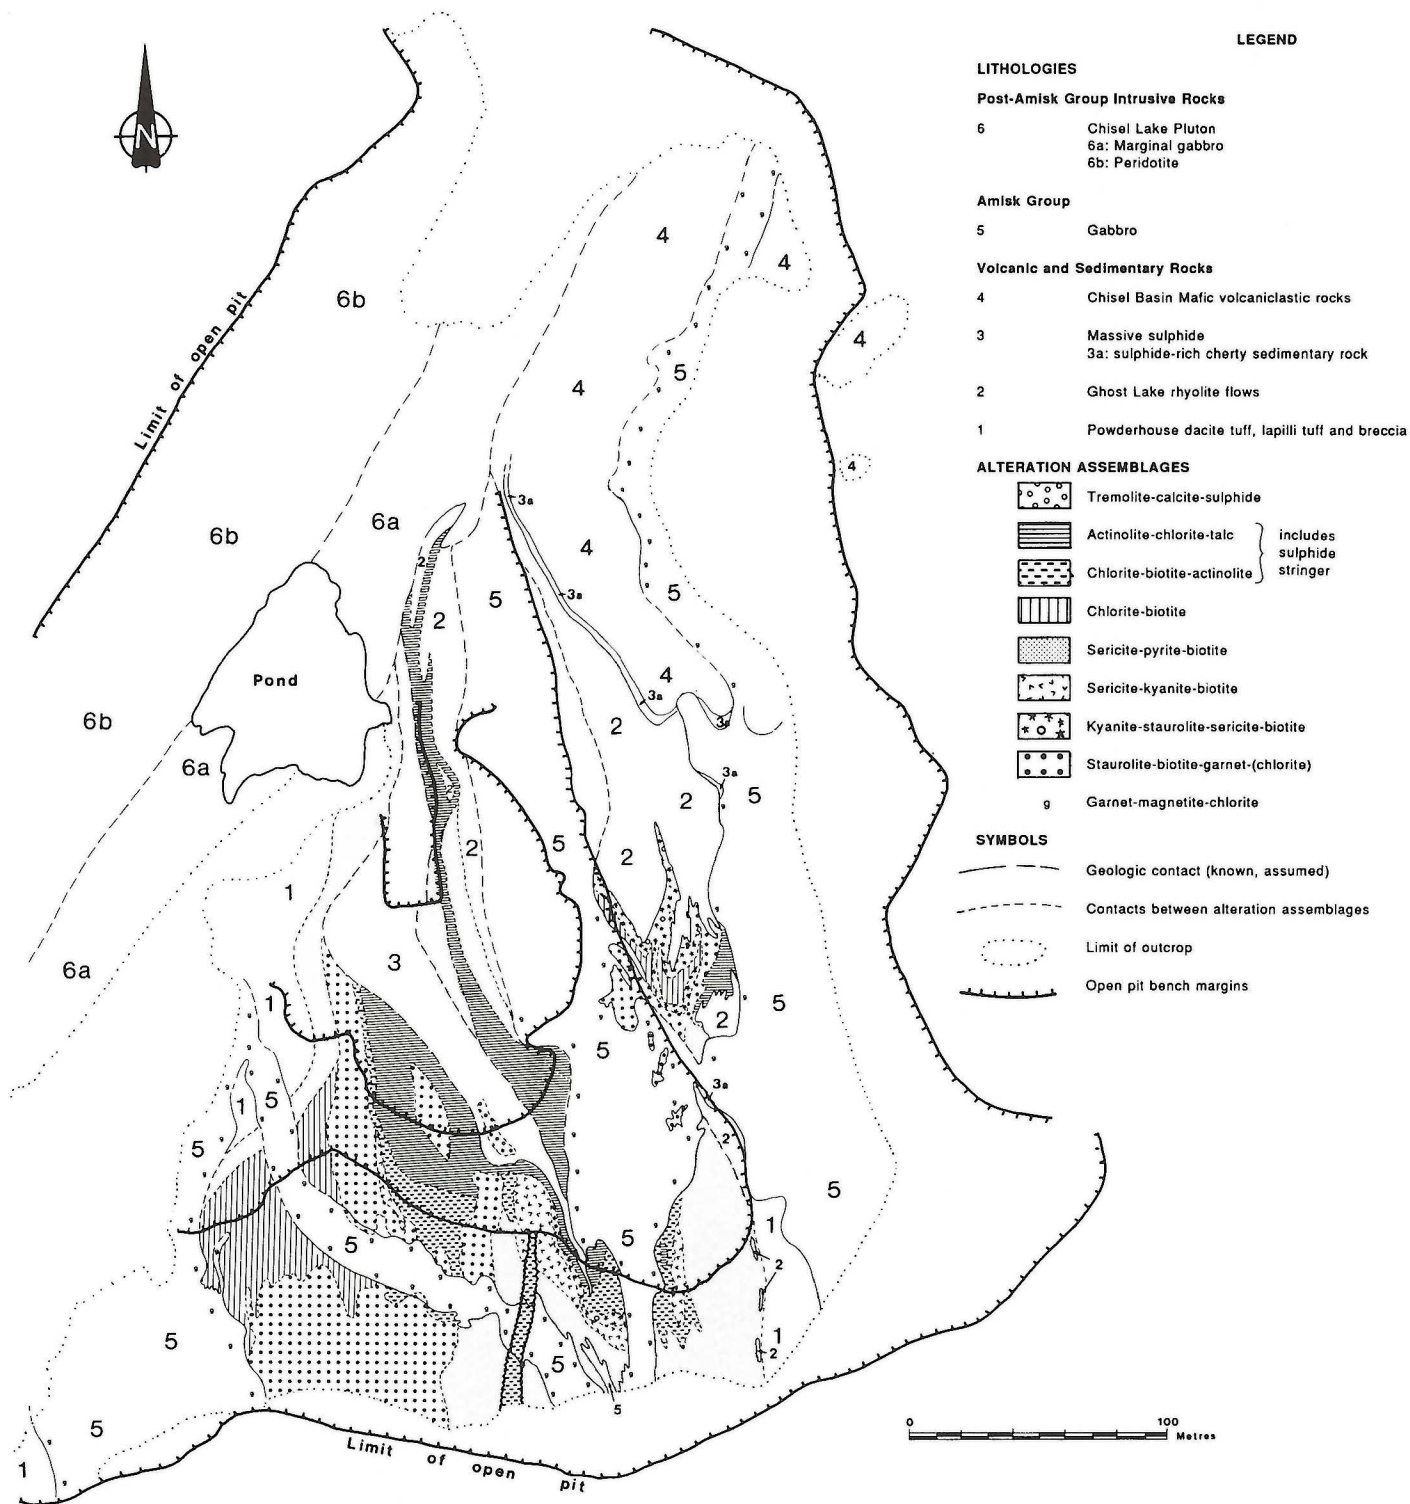 N
LEGEND
LITHOLOGIES
Post-Amisk Group Intrusive Rocks
6 Chisel Lake Pluton
6a: Marginal gabbro
6b: Peridotite
Amisk Group
5 Gabbro
Volcanic and Sedimentary Rocks
4 Chisel Basin Mafic volcaniclastic rocks
3 Massive sulphide
3a: sulphide-rich cherty sedimentary rock
2 Ghost Lake rhyolite flows
1 Powderhouse dacite tuff, lapilli tuff and breccia
ALTERATION ASSEMBLAGES
Tremolite-calcite-sulphide
Actinolite-chlorite-talc
Chlorite-biotite-actinolite
includes
sulphide
stringer
Chlorite-biotite
Sericite-pyrite-biotite
Sericite-kyanite-biotite
Kyanite-staurolite-sericite-biotite
Staurolite-biotite-garnet-(chlorite)
g Garnet-magnetite-chlorite
SYMBOLS
Geologic contact (known, assumed)
Contacts between alteration assemblages
Limit of outcrop
Open pit bench margins
0 100
Metres
Limit of open pit
4
4
6b
4
5
4
4
3a
6a
6b
4
2
3a
5
5
2
Pond
4
3a
6b
2
3a
6a
3a
2
5
5
2
2
1
3
6a
1
5
2
5
3a
5
1
2
5
5
1
5
5
2
5
1
2
5
5
5
1
Limit of open pit